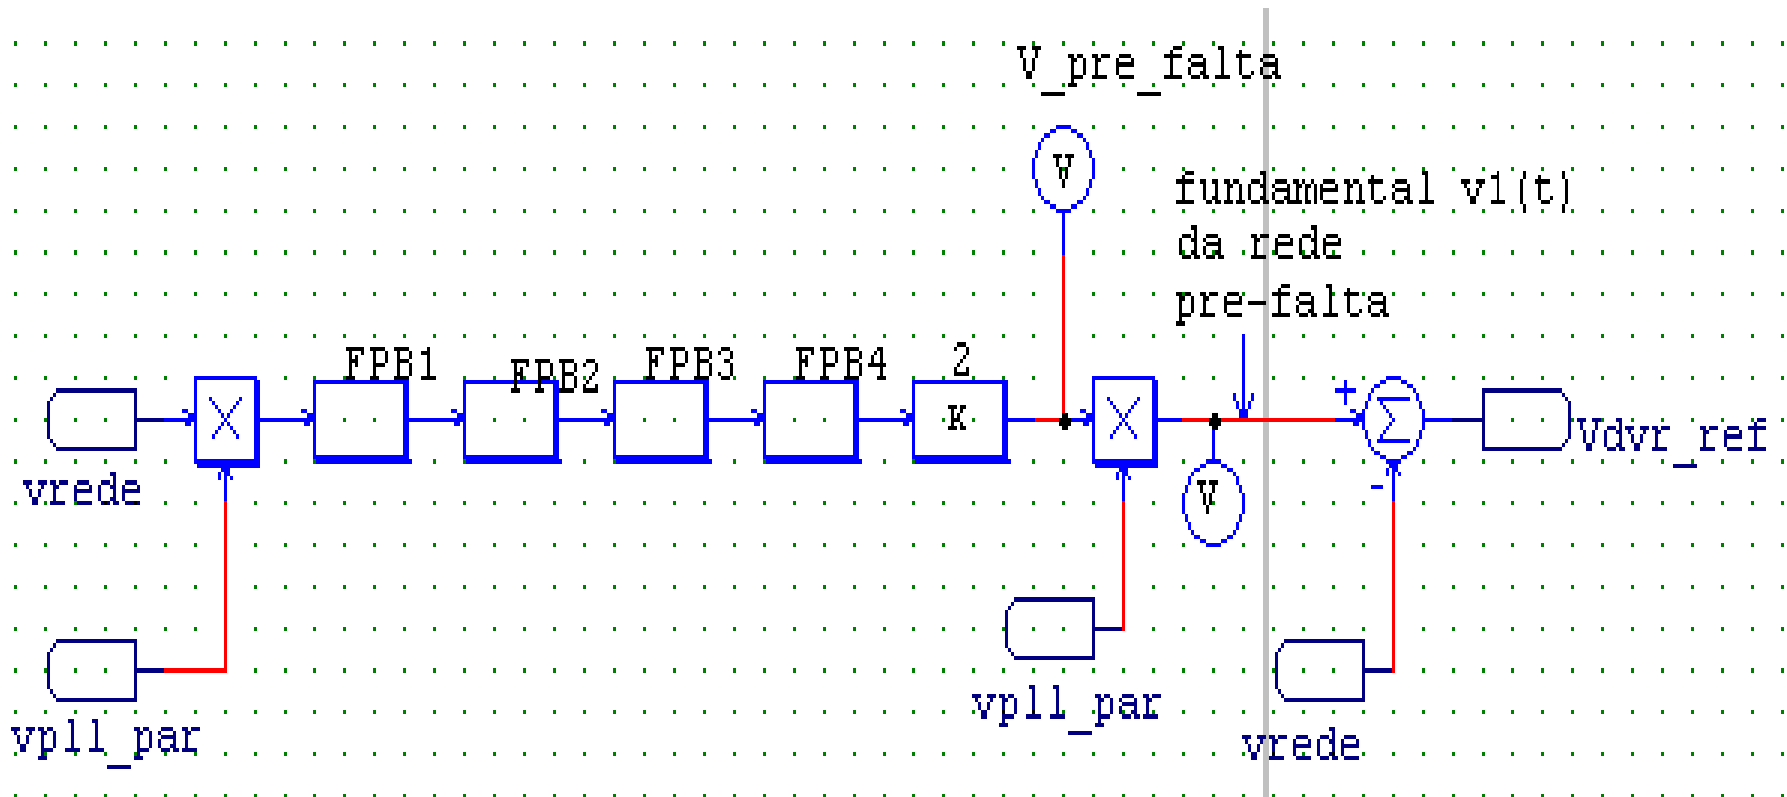 V_pre_falta
V
fundamental v1(t)
da rede
pre-falta
FPB1
FPB2
FPB3
FPB4
2
K
+
Σ
-
V
vrede
Vdvr_ref
vpll_par
vpll_par
vrede